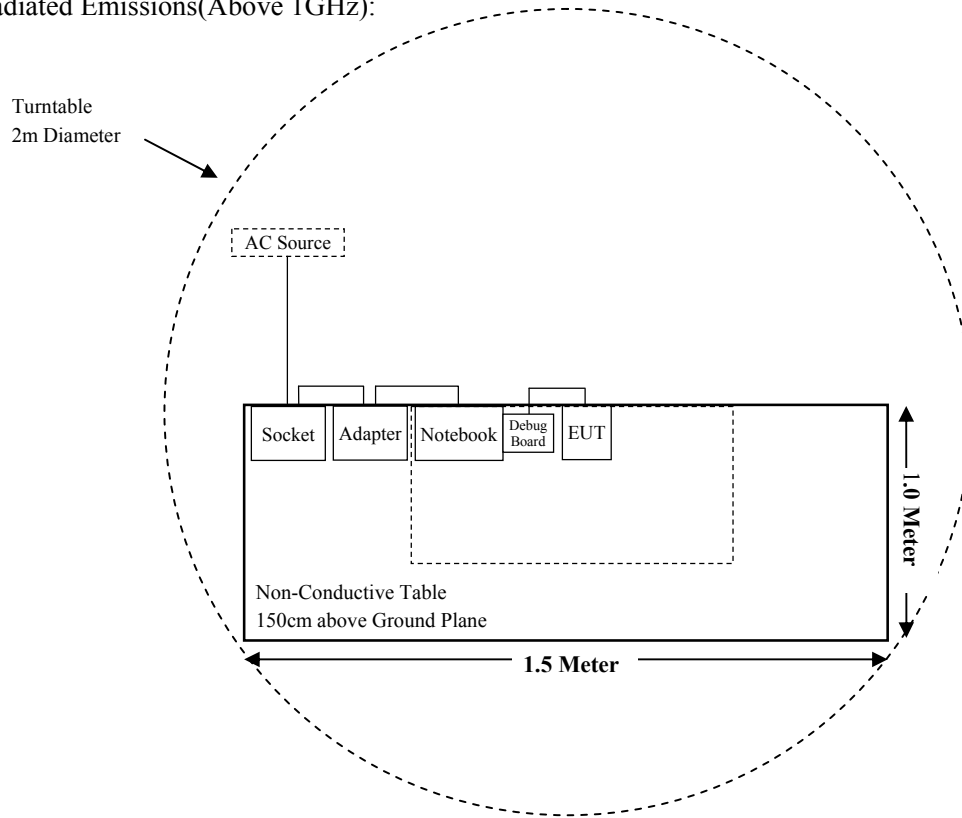 adiated Emissions(Above 1GHz):
Turntable
2m Diameter
AC Source
Socket
Adapter
Notebook
Debug
Board
EUT
1.0 Meter
Non-Conductive Table
150cm above Ground Plane
1.5 Meter